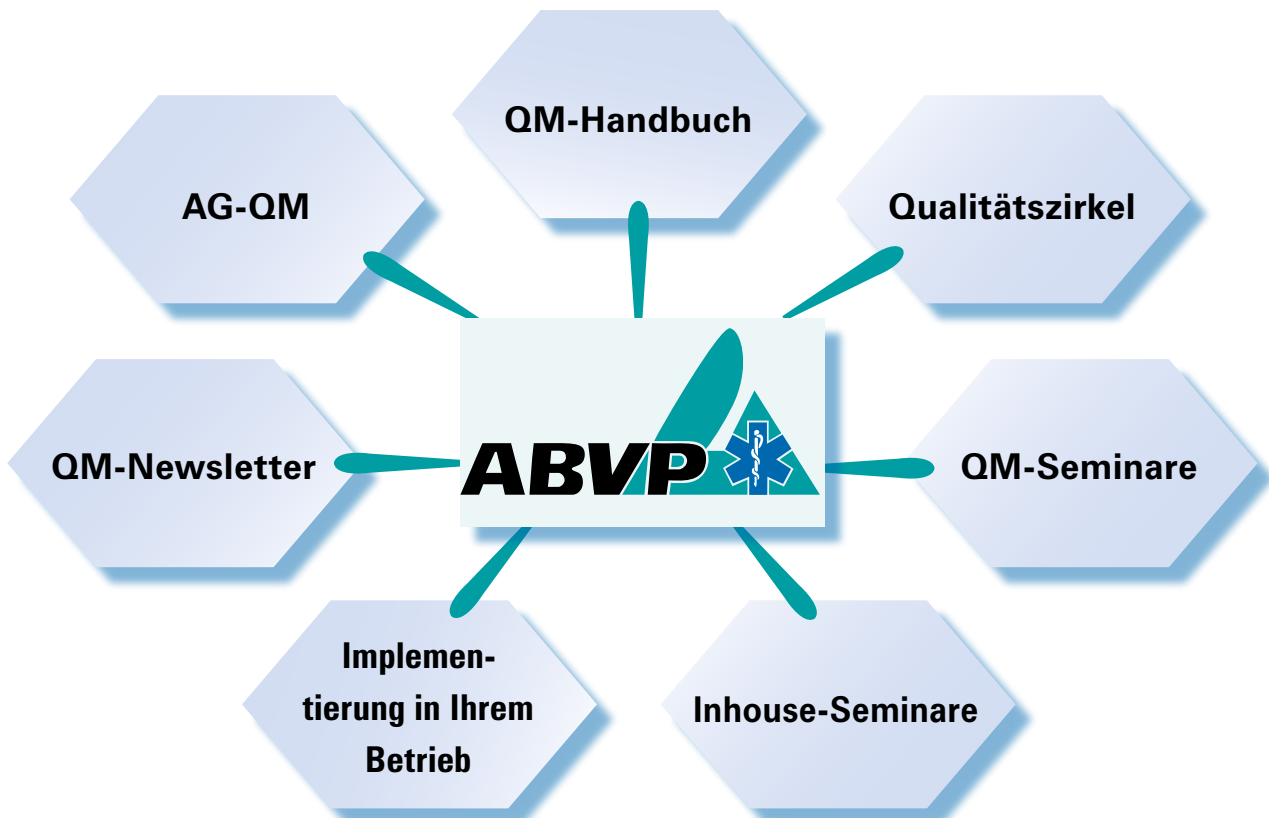 QM-Handbuch
AG-QM
Qualitätszirkel
ABVP
QM-Newsletter
QM-Seminare
Implemen-
tierung in Ihrem
Betrieb
Inhouse-Seminare